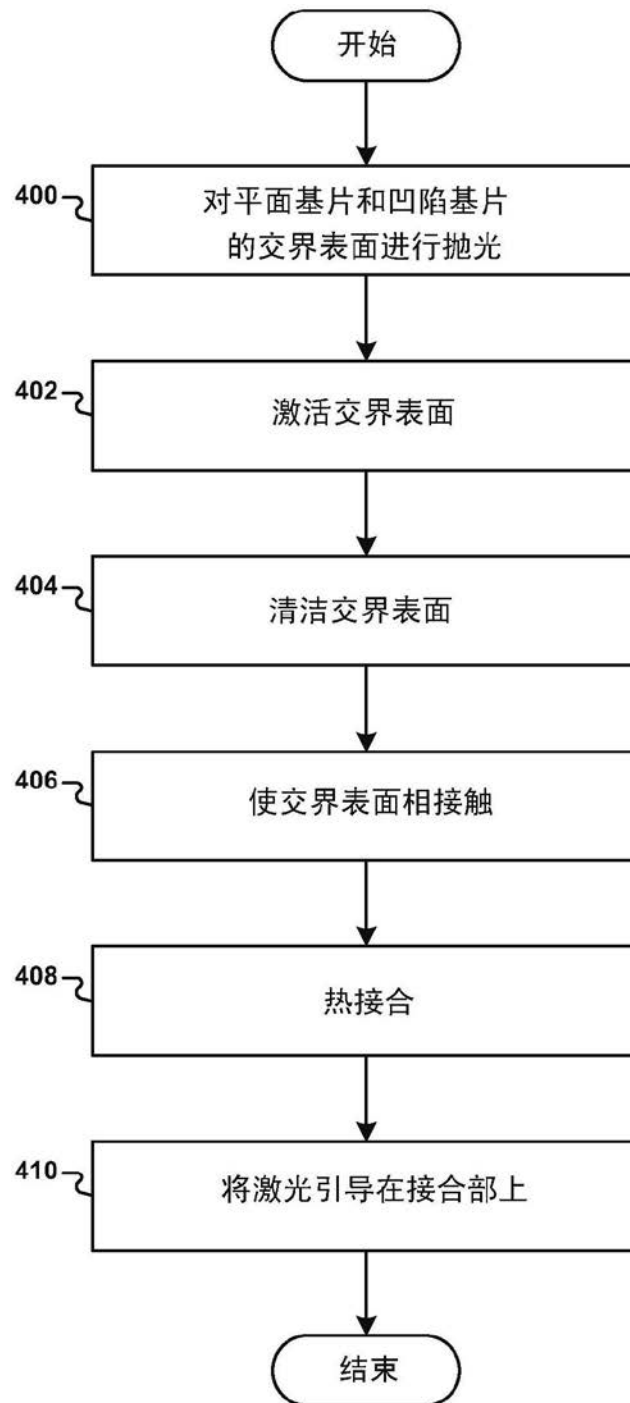 开始
400
对平面基片和凹陷基片
的交界表面进行抛光
402
激活交界表面
404
清洁交界表面
406
使交界表面相接触
408
热接合
410
将激光引导在接合部上
结束